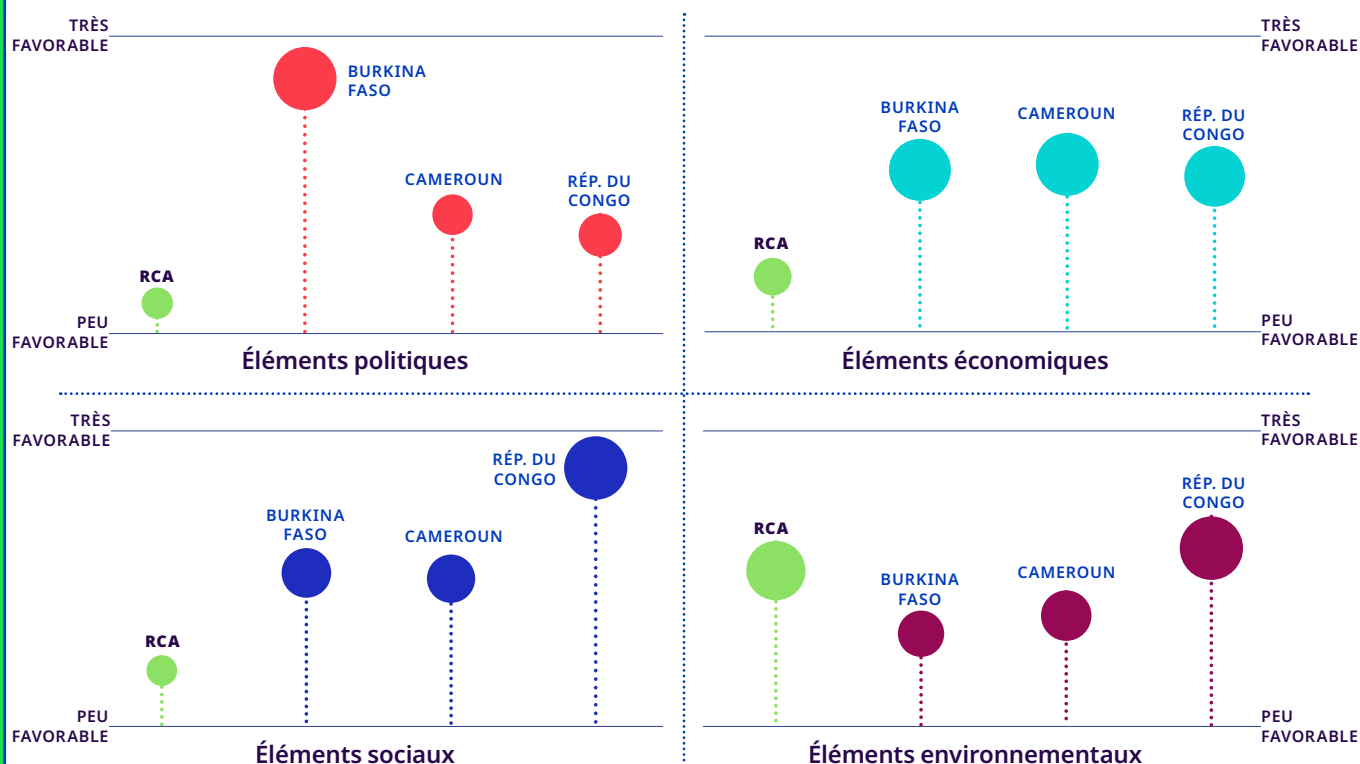 TRÈS
FAVORABLE
BURKINA
FASO
CAMEROUN
RÉP. DU
CONGO
RCA
PEU
FAVORABLE
Éléments politiques
TRÈS
FAVORABLE
BURKINA
FASO
CAMEROUN
RÉP. DU
CONGO
RCA
PEU
FAVORABLE
Éléments économiques
TRÈS
FAVORABLE
RÉP. DU
CONGO
BURKINA
FASO
CAMEROUN
RCA
PEU
FAVORABLE
Éléments sociaux
TRÈS
FAVORABLE
RÉP. DU
CONGO
RCA
BURKINA
FASO
CAMEROUN
PEU
FAVORABLE
Éléments environnementaux